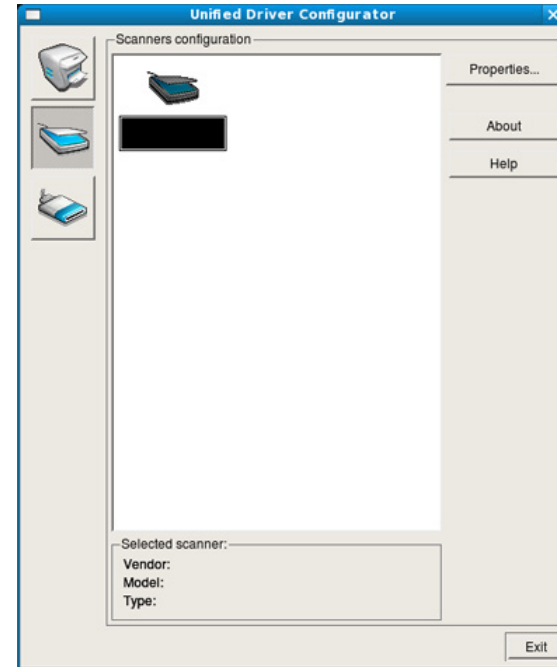 Unified Driver Configurator
Scanners configuration
Properties...
About
Help
Selected scanner:
Vendor:
Model:
Type:
Exit